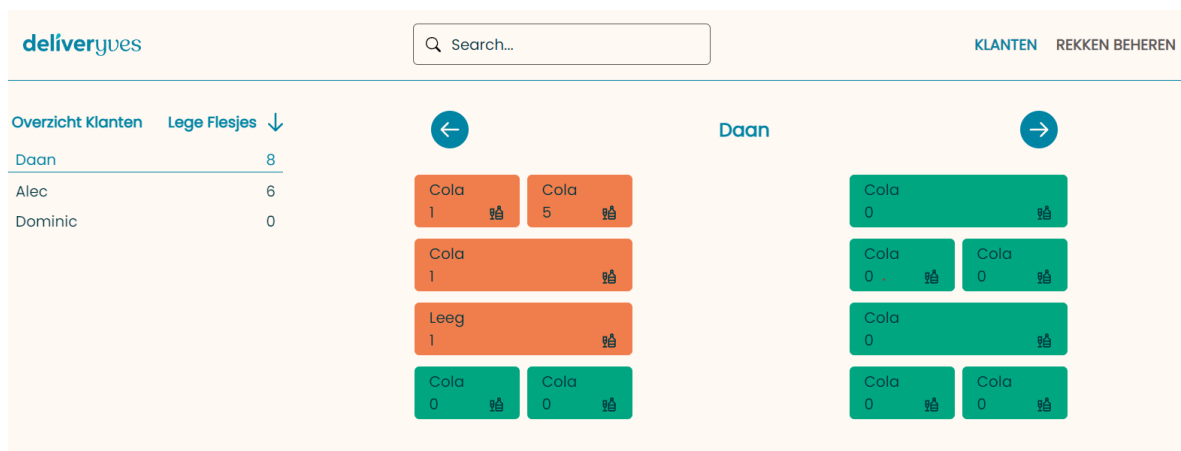 deliveryves
Search...
KLANTEN REKKEN BEHEREN
Overzicht Klanten Lege Flesjes
Daan 8
Alec 6
Dominic 0
Daan
Cola Cola
1 5
Cola
1
Leeg
1
Cola Cola
0 0
Cola
0
Cola Cola
0 . 0
Cola
0
Cola Cola
0 0